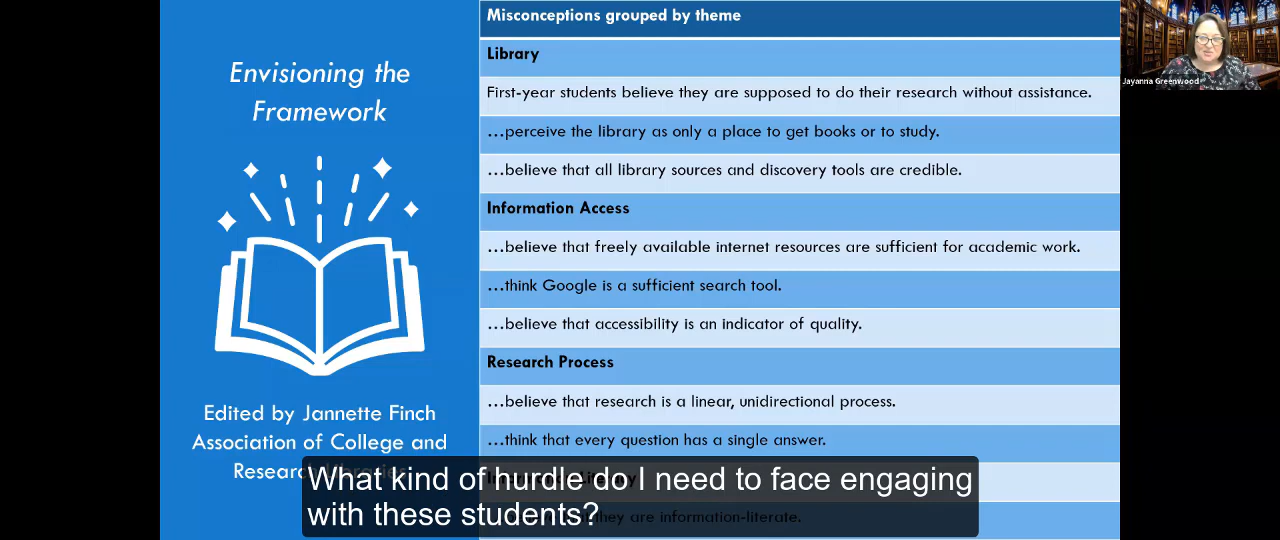 Envisioning the
Framework
Edited by Jannette Finch
Association of College and
Misconceptions grouped by theme
Library
First-year students believe they are supposed to do their research without assistance.
...perceive the library as only a place to get books or to study.
...believe that all library sources and discovery tools are credible.
Information Access
...believe that freely available internet resources are sufficient for academic work.
...think Google is a sufficient search tool.
...believe that accessibility is an indicator of quality.
Research Process
...believe that research is a linear, unidirectional process.
...think that every question has a single answer.
they are information-literate.
What kind of hurdle do I need to face engaging
with these students?
Jayanna Greenwood